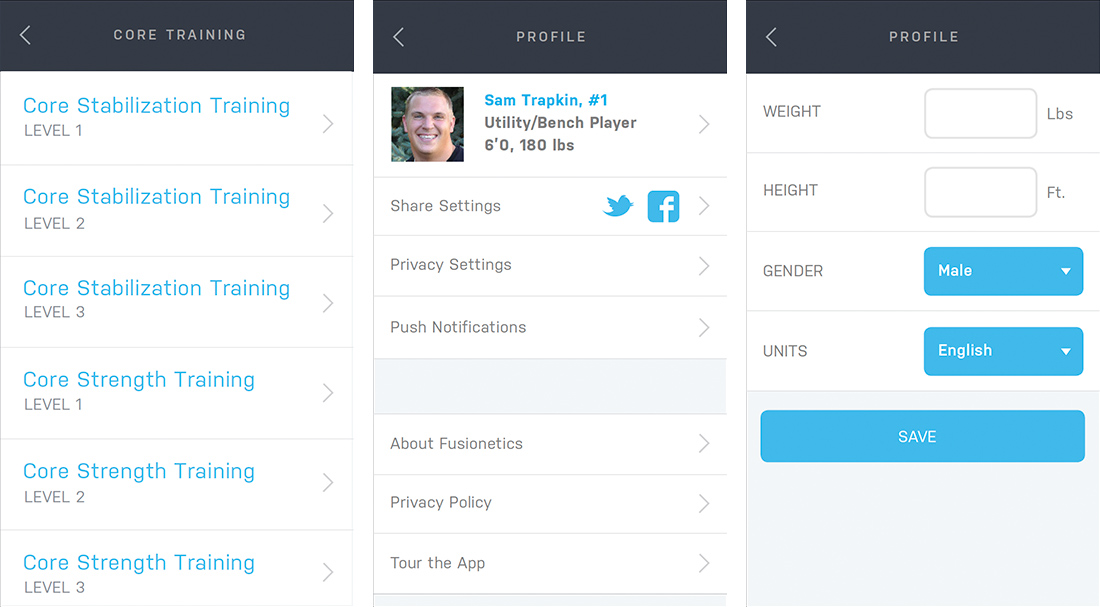 CORE TRAINING
Core Stabilization Training
LEVEL 1
Core Stabilization Training
LEVEL 2
Core Stabilization Training
LEVEL 3
Core Strength Training
LEVEL 1
Core Strength Training
LEVEL 2
Core Strength Training
LEVEL 3
PROFILE
Sam Trapkin, #1
Utility/Bench Player
6’0, 180 lbs
Share Settings
Privacy Settings
Push Notifications
About Fusionetics
Privacy Policy
Tour the App
PROFILE
WEIGHT Lbs
HEIGHT Ft.
GENDER Male
UNITS English
SAVE